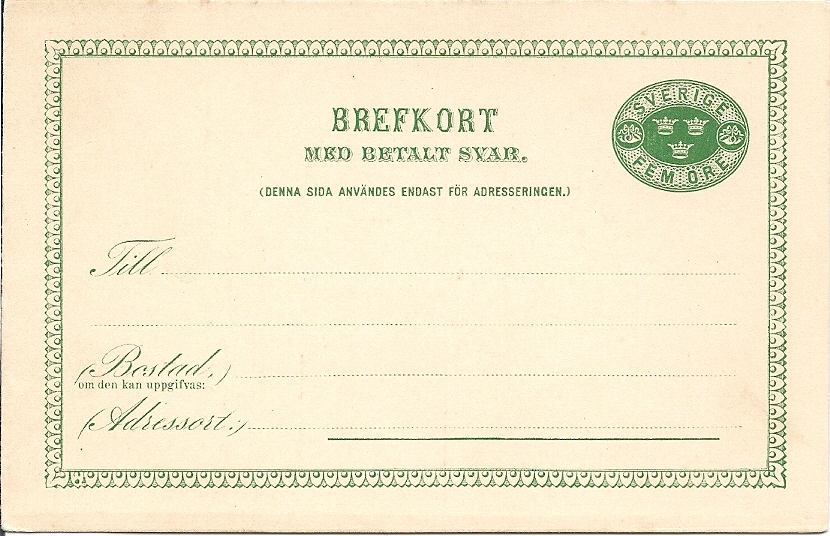 BREFKORT
MED BETALT SVAR.
(DENNA SIDA ANVÄNDES ENDAST FÖR ADRESSERINGEN.)
SVERIGE
FEM ÖRE
Till
(Bostad,)
om den kan uppgifvas:
(Adressort:)